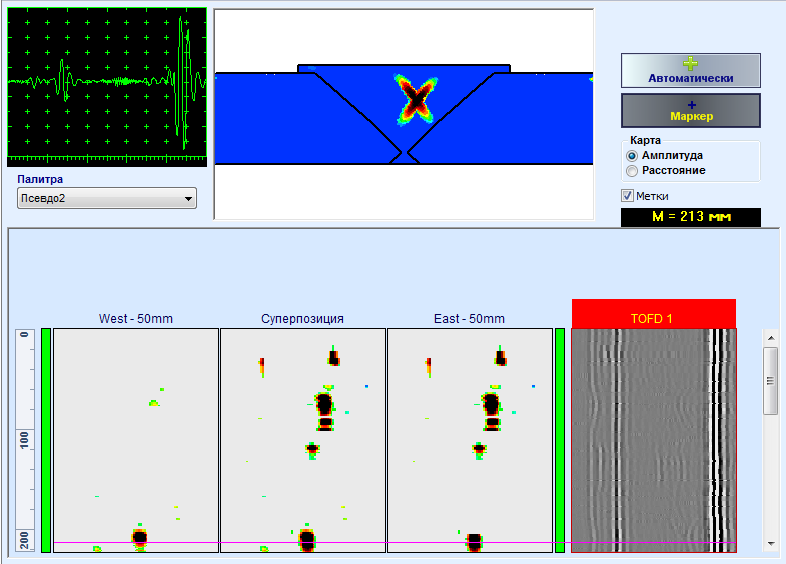 Автоматически
Маркер
Карта
Амплитуда
Расстояние
Палитра
Псевдо2
Метки
M = 213 мм
West - 50mm
Суперпозиция
East - 50mm
TOFD 1
0
100
200